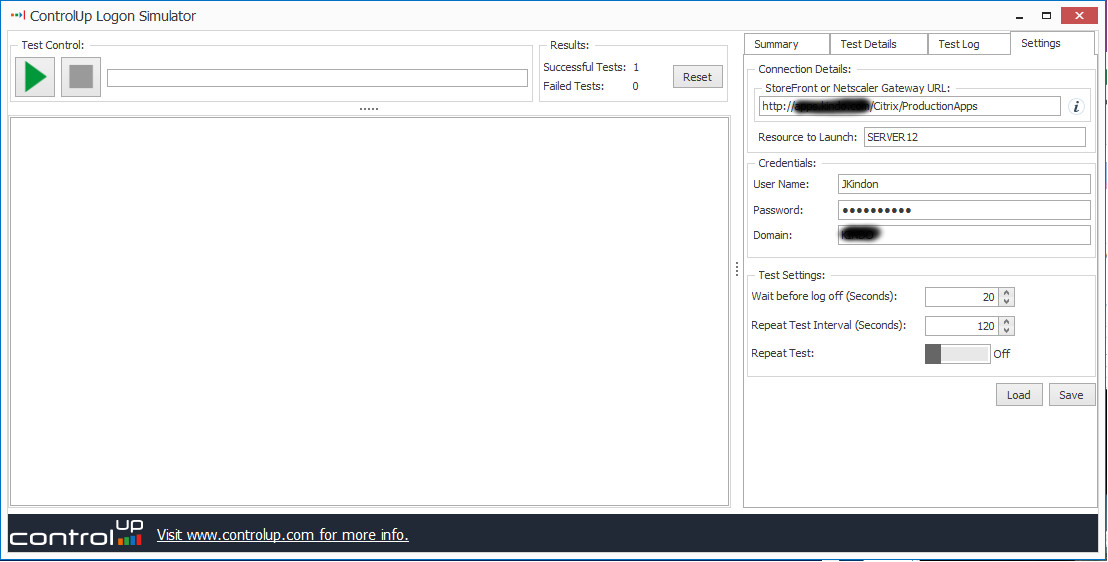 ControlUp Logon Simulator
Test Control:
Results:
Successful Tests: 1
Failed Tests: 0
Reset
Summary
Test Details
Test Log
Settings
Connection Details:
StoreFront or Netscaler Gateway URL:
http:// /Citrix/ProductionApps
i
Resource to Launch: SERVER12
Credentials:
User Name: JKindon
Password: ●●●●●●●●●●
Domain:
Test Settings:
Wait before log off (Seconds): 20
Repeat Test Interval (Seconds): 120
Repeat Test: Off
Load
Save
controlUP
Visit www.controlup.com for more info.